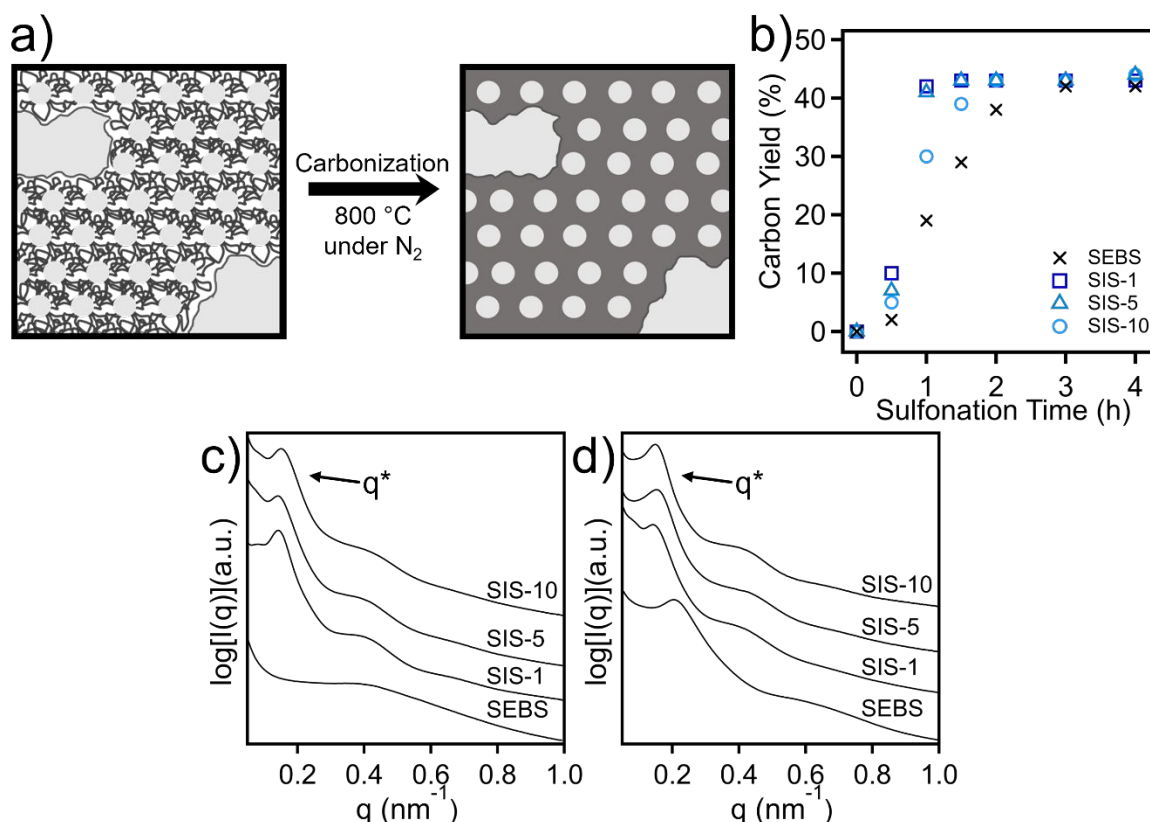 a)
Carbonization
800 °C
under N2
b)
Carbon Yield (%)
50
40
30
20
10
0
SEBS
SIS-1
SIS-5
SIS-10
0 1 2 3 4
Sulfonation Time (h)
c)
log[I(q)](a.u.)
q*
SIS-10
SIS-5
SIS-1
SEBS
0.2 0.4 0.6 0.8 1.0
q (nm-1)
d)
log[I(q)](a.u.)
q*
SIS-10
SIS-5
SIS-1
SEBS
0.2 0.4 0.6 0.8 1.0
q (nm-1)